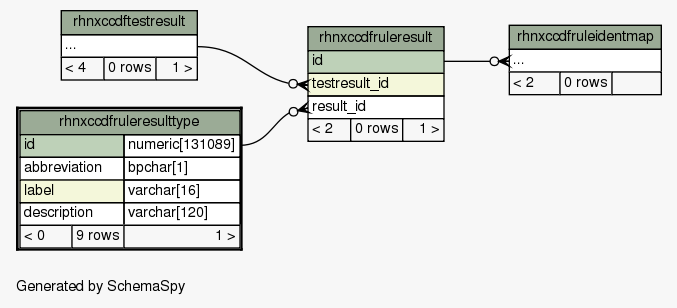 rhnxccdftestresult
...
< 4 0 rows 1 >
rhnxccdfruleresult
id
testresult_id
result_id
< 2 0 rows 1 >
rhnxccdfruleidentmap
...
< 2 0 rows
rhnxccdfruleresulttype
id numeric[131089]
abbreviation bpchar[1]
label varchar[16]
description varchar[120]
< 0 9 rows 1 >
Generated by SchemaSpy